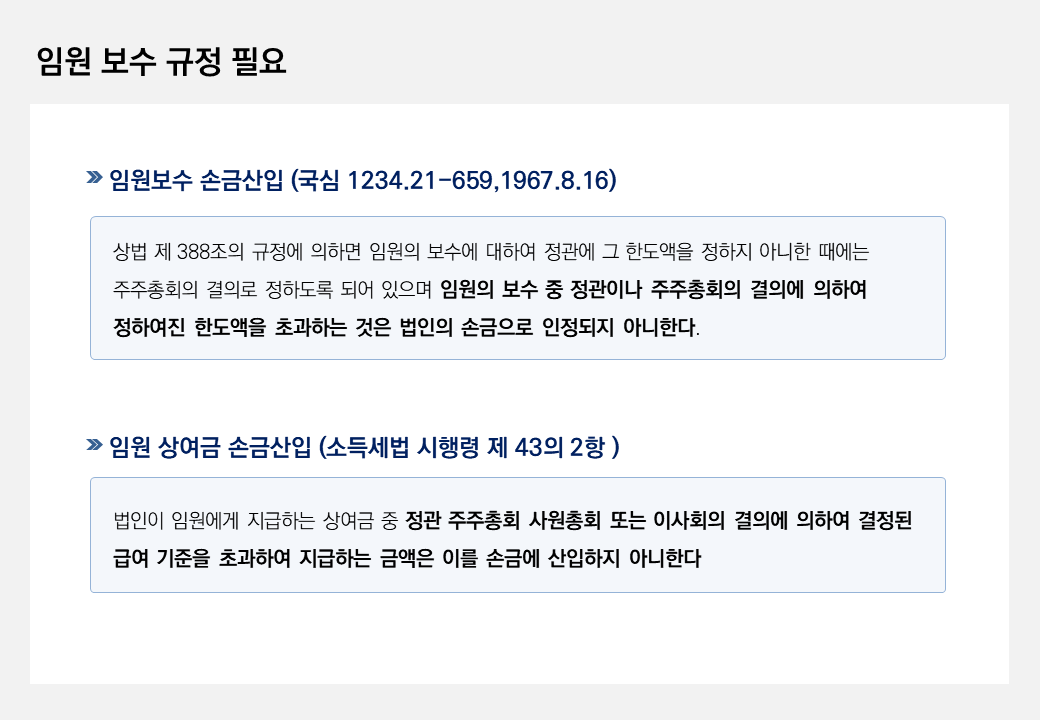 임원 보수 규정 필요
임원보수 손금산입 (국심 1234.21-659,1967.8.16)
상법 제 388조의 규정에 의하면 임원의 보수에 대하여 정관에 그 한도액을 정하지 아니한 때에는
주주총회의 결의로 정하도록 되어 있으며 임원의 보수 중 정관이나 주주총회의 결의에 의하여
정하여진 한도액을 초과하는 것은 법인의 손금으로 인정되지 아니한다.
임원 상여금 손금산입 (소득세법 시행령 제 43의 2항 )
법인이 임원에게 지급하는 상여금 중 정관 주주총회 사원총회 또는 이사회의 결의에 의하여 결정된
급여 기준을 초과하여 지급하는 금액은 이를 손금에 산입하지 아니한다